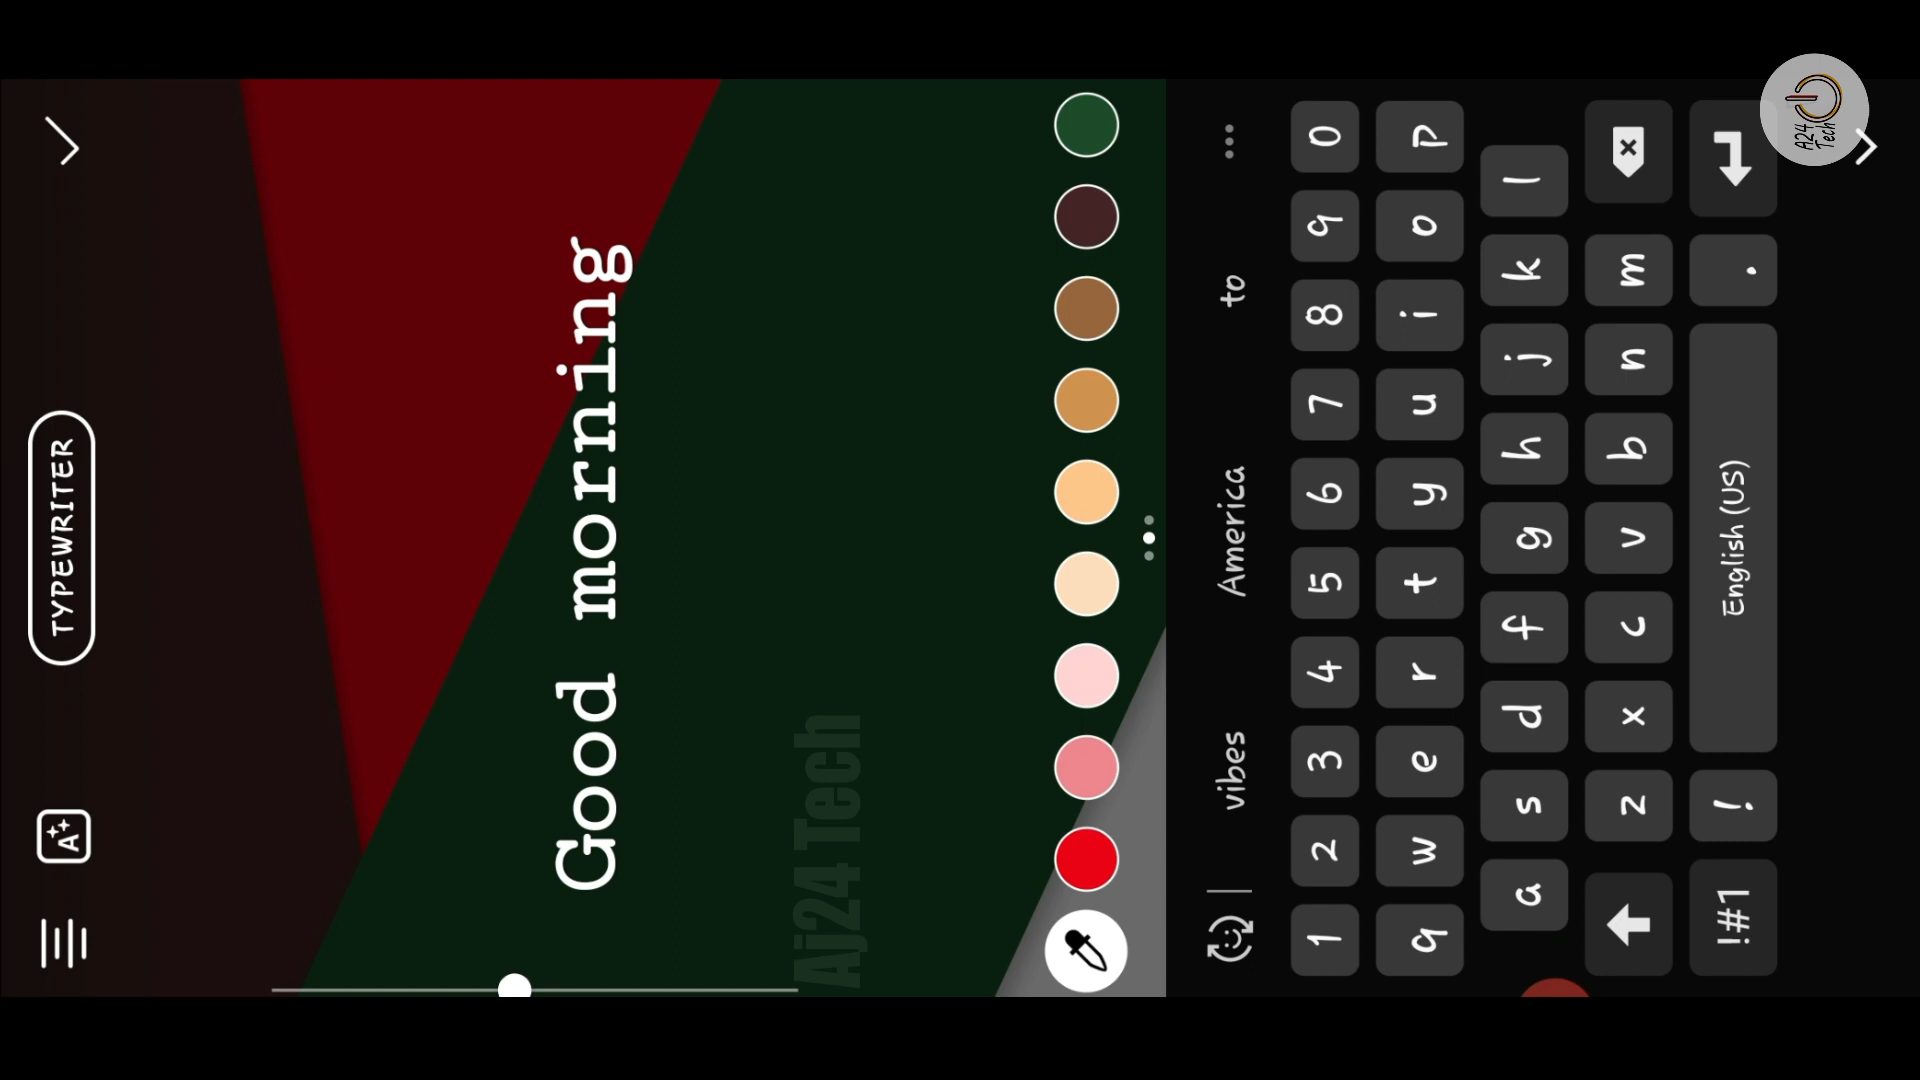 TYPEWRITER
A
Good morning
Aj24 Tech
vibes America to ...
1 2 3 4 5 6 7 8 9 0
q w e r t y u i o p
a s d f g h j k l
z x c v b n m
!#1 ! English (US) .
A24
Tech